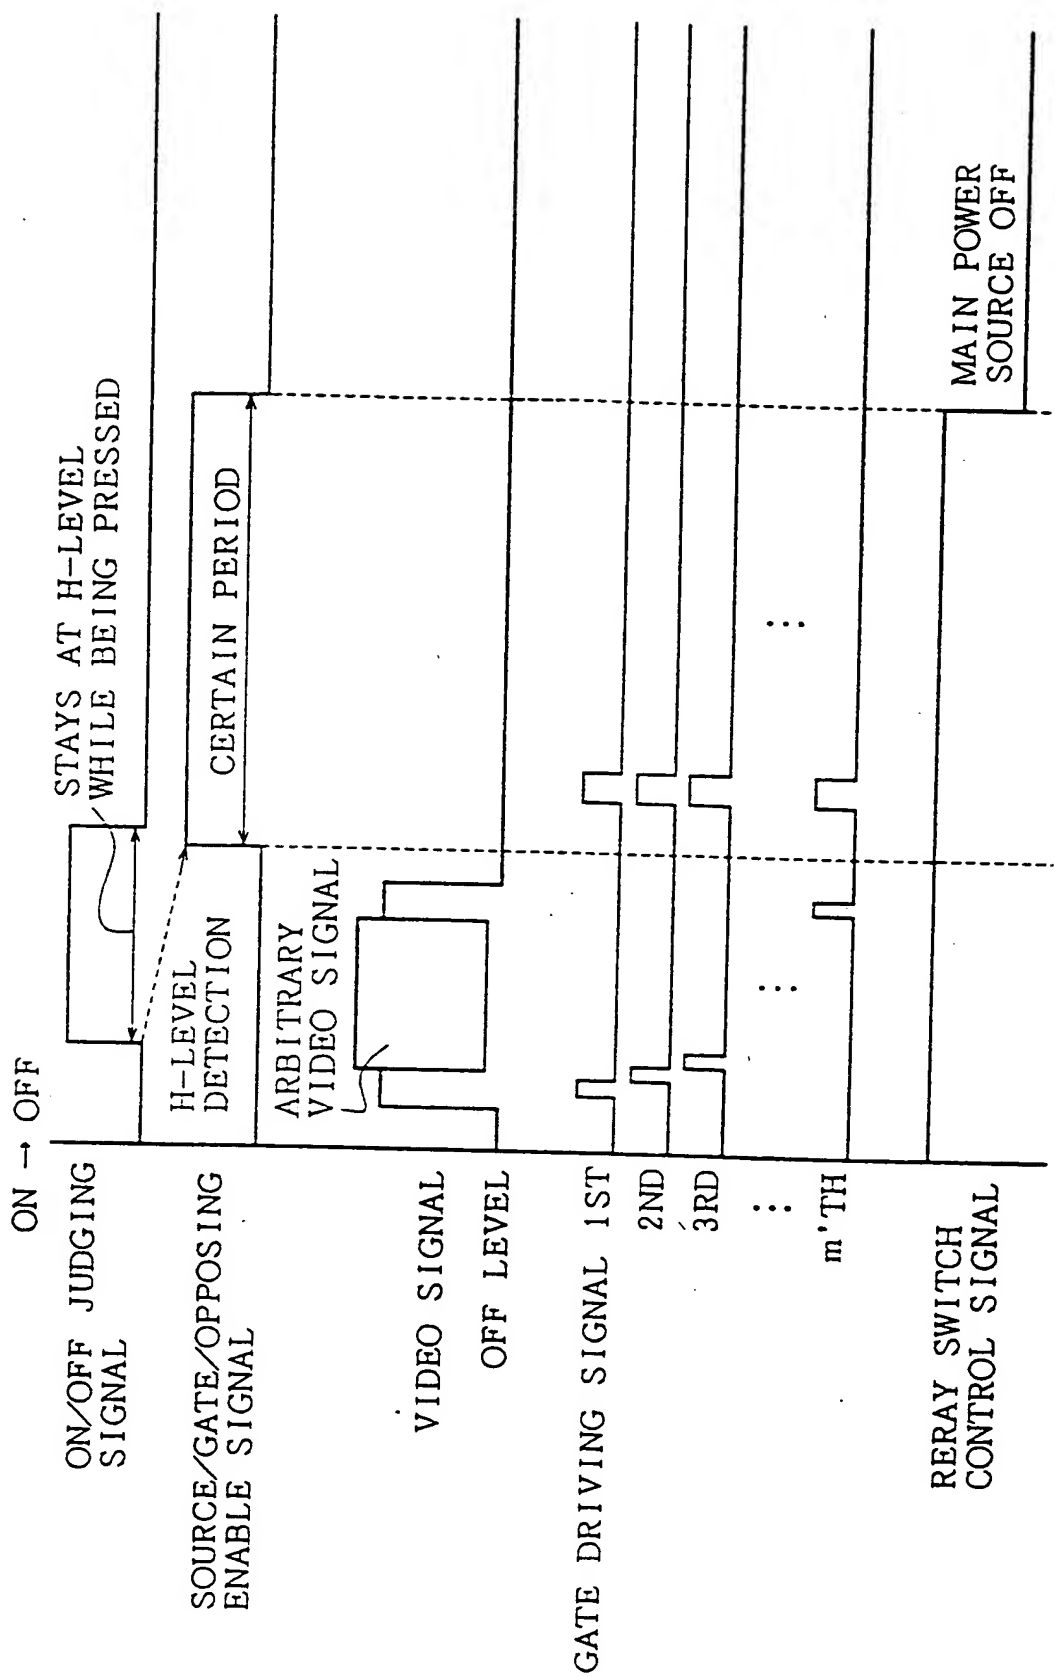 ON → OFF
ON/OFF JUDGING
SIGNAL
STAYS AT H-LEVEL
WHILE BEING PRESSED
SOURCE/GATE/OPPOSING
ENABLE SIGNAL
H-LEVEL
DETECTION
CERTAIN PERIOD
ARBITRARY
VIDEO SIGNAL
VIDEO SIGNAL
OFF LEVEL
GATE DRIVING SIGNAL 1ST
2ND
3RD
⋮
...
...
m'TH
RERAY SWITCH
CONTROL SIGNAL
MAIN POWER
SOURCE OFF